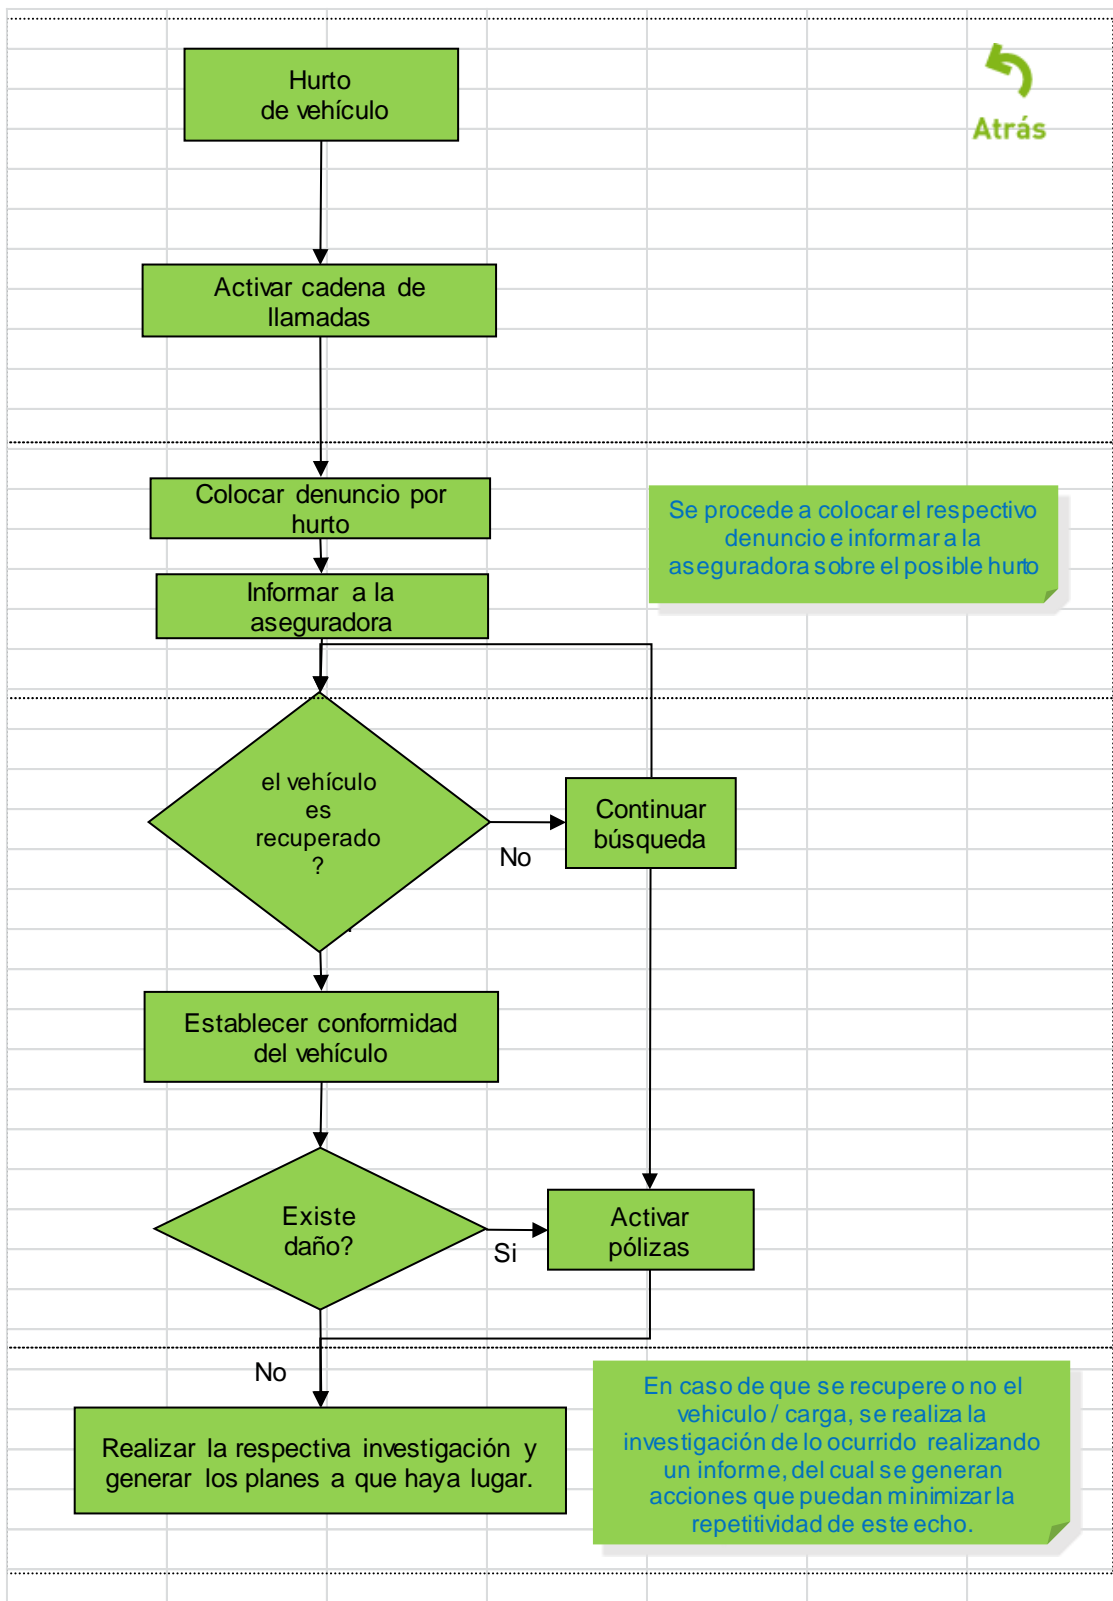 Hurto
de vehículo
Atrás
Activar cadena de
llamadas
Colocar denuncio por
hurto
Se procede a colocar el respectivo
denuncio e informar a la
aseguradora sobre el posible hurto
Informar a la
aseguradora
el vehículo
es
recuperado
?
No
Continuar
búsqueda
Establecer conformidad
del vehículo
Existe
daño?
Si
Activar
pólizas
No
Realizar la respectiva investigación y
generar los planes a que haya lugar.
En caso de que se recupere o no el
vehiculo / carga, se realiza la
investigación de lo ocurrido realizando
un informe, del cual se generan
acciones que puedan minimizar la
repetitividad de este echo.